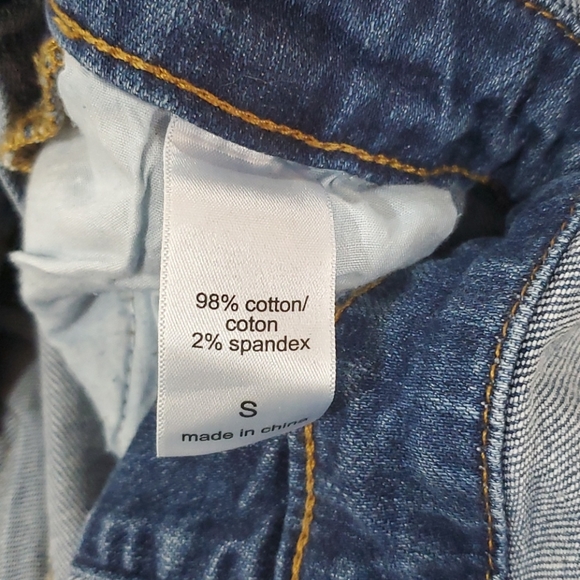 98% cotton/
coton
2% spandex
S
made in china